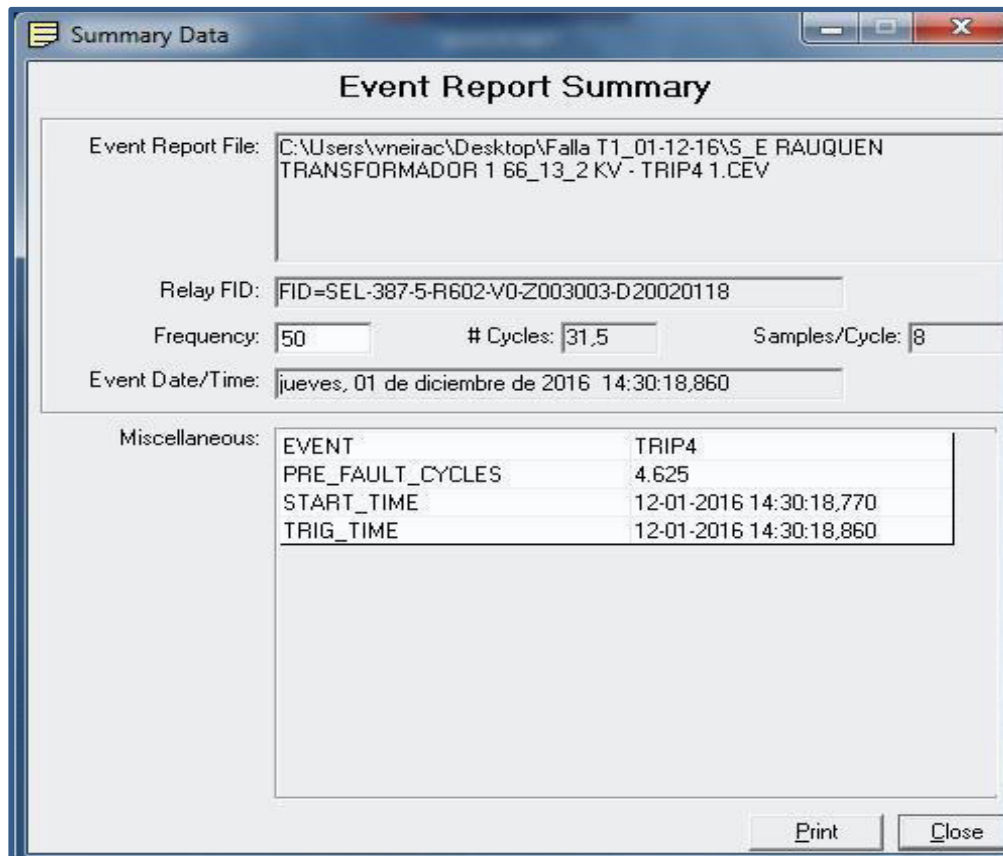 Summary Data
Event Report Summary
Event Report File: C:\Users\vneirac\Desktop\Falla T1_01-12-16\S_E RAUQUEN
TRANSFORMADOR 1 66_13_2 KV - TRIP4 1.CEV
Relay FID: FID=SEL-387-5-R602-V0-Z003003-D20020118
Frequency: 50 # Cycles: 31,5 Samples/Cycle: 8
Event Date/Time: jueves, 01 de diciembre de 2016 14:30:18,860
Miscellaneous: EVENT TRIP4
PRE_FAULT_CYCLES 4.625
START_TIME 12-01-2016 14:30:18,770
TRIG_TIME 12-01-2016 14:30:18,860
Print Close